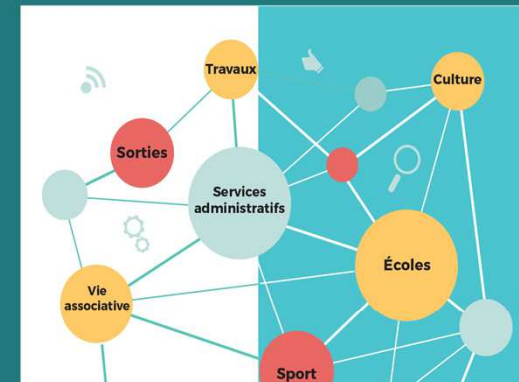 Travaux
Culture
Sorties
Services
administratifs
Écoles
Vie
associative
Sport